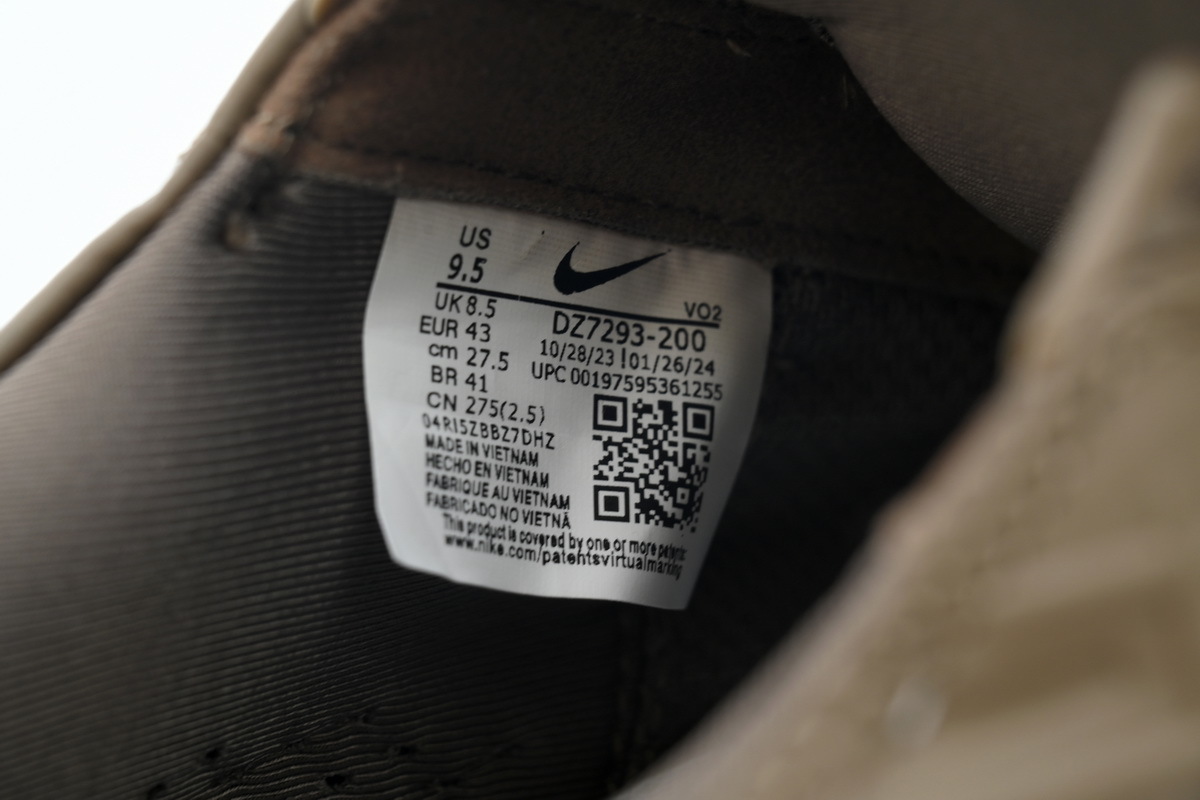 US
9.5
VO2
UK 8.5
EUR 43
cm 27.5
BR 41
CN 275(2.5)
DZ7293-200
10/28/23 | 01/26/24
UPC 00197595361255
04R15ZBBZ7DHZ
MADE IN VIETNAM
HECHO EN VIETNAM
FABRIQUE AU VIETNAM
FABRICADO NO VIETNÃ
This product is covered by one or more patents:
www.nike.com/patentsvirtualmarking